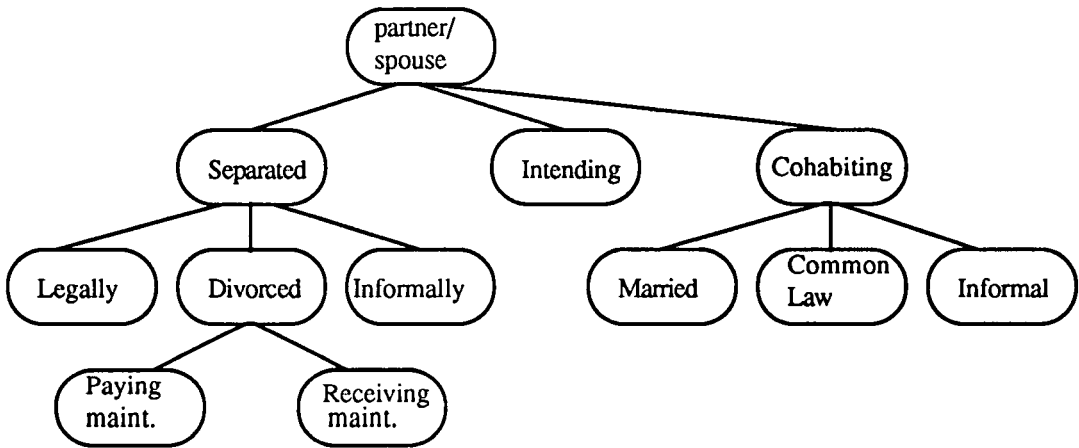 partner/
spouse
Separated
Intending
Cohabiting
Legally
Divorced
Informally
Married
Common
Law
Informal
Paying
maint.
Receiving
maint.